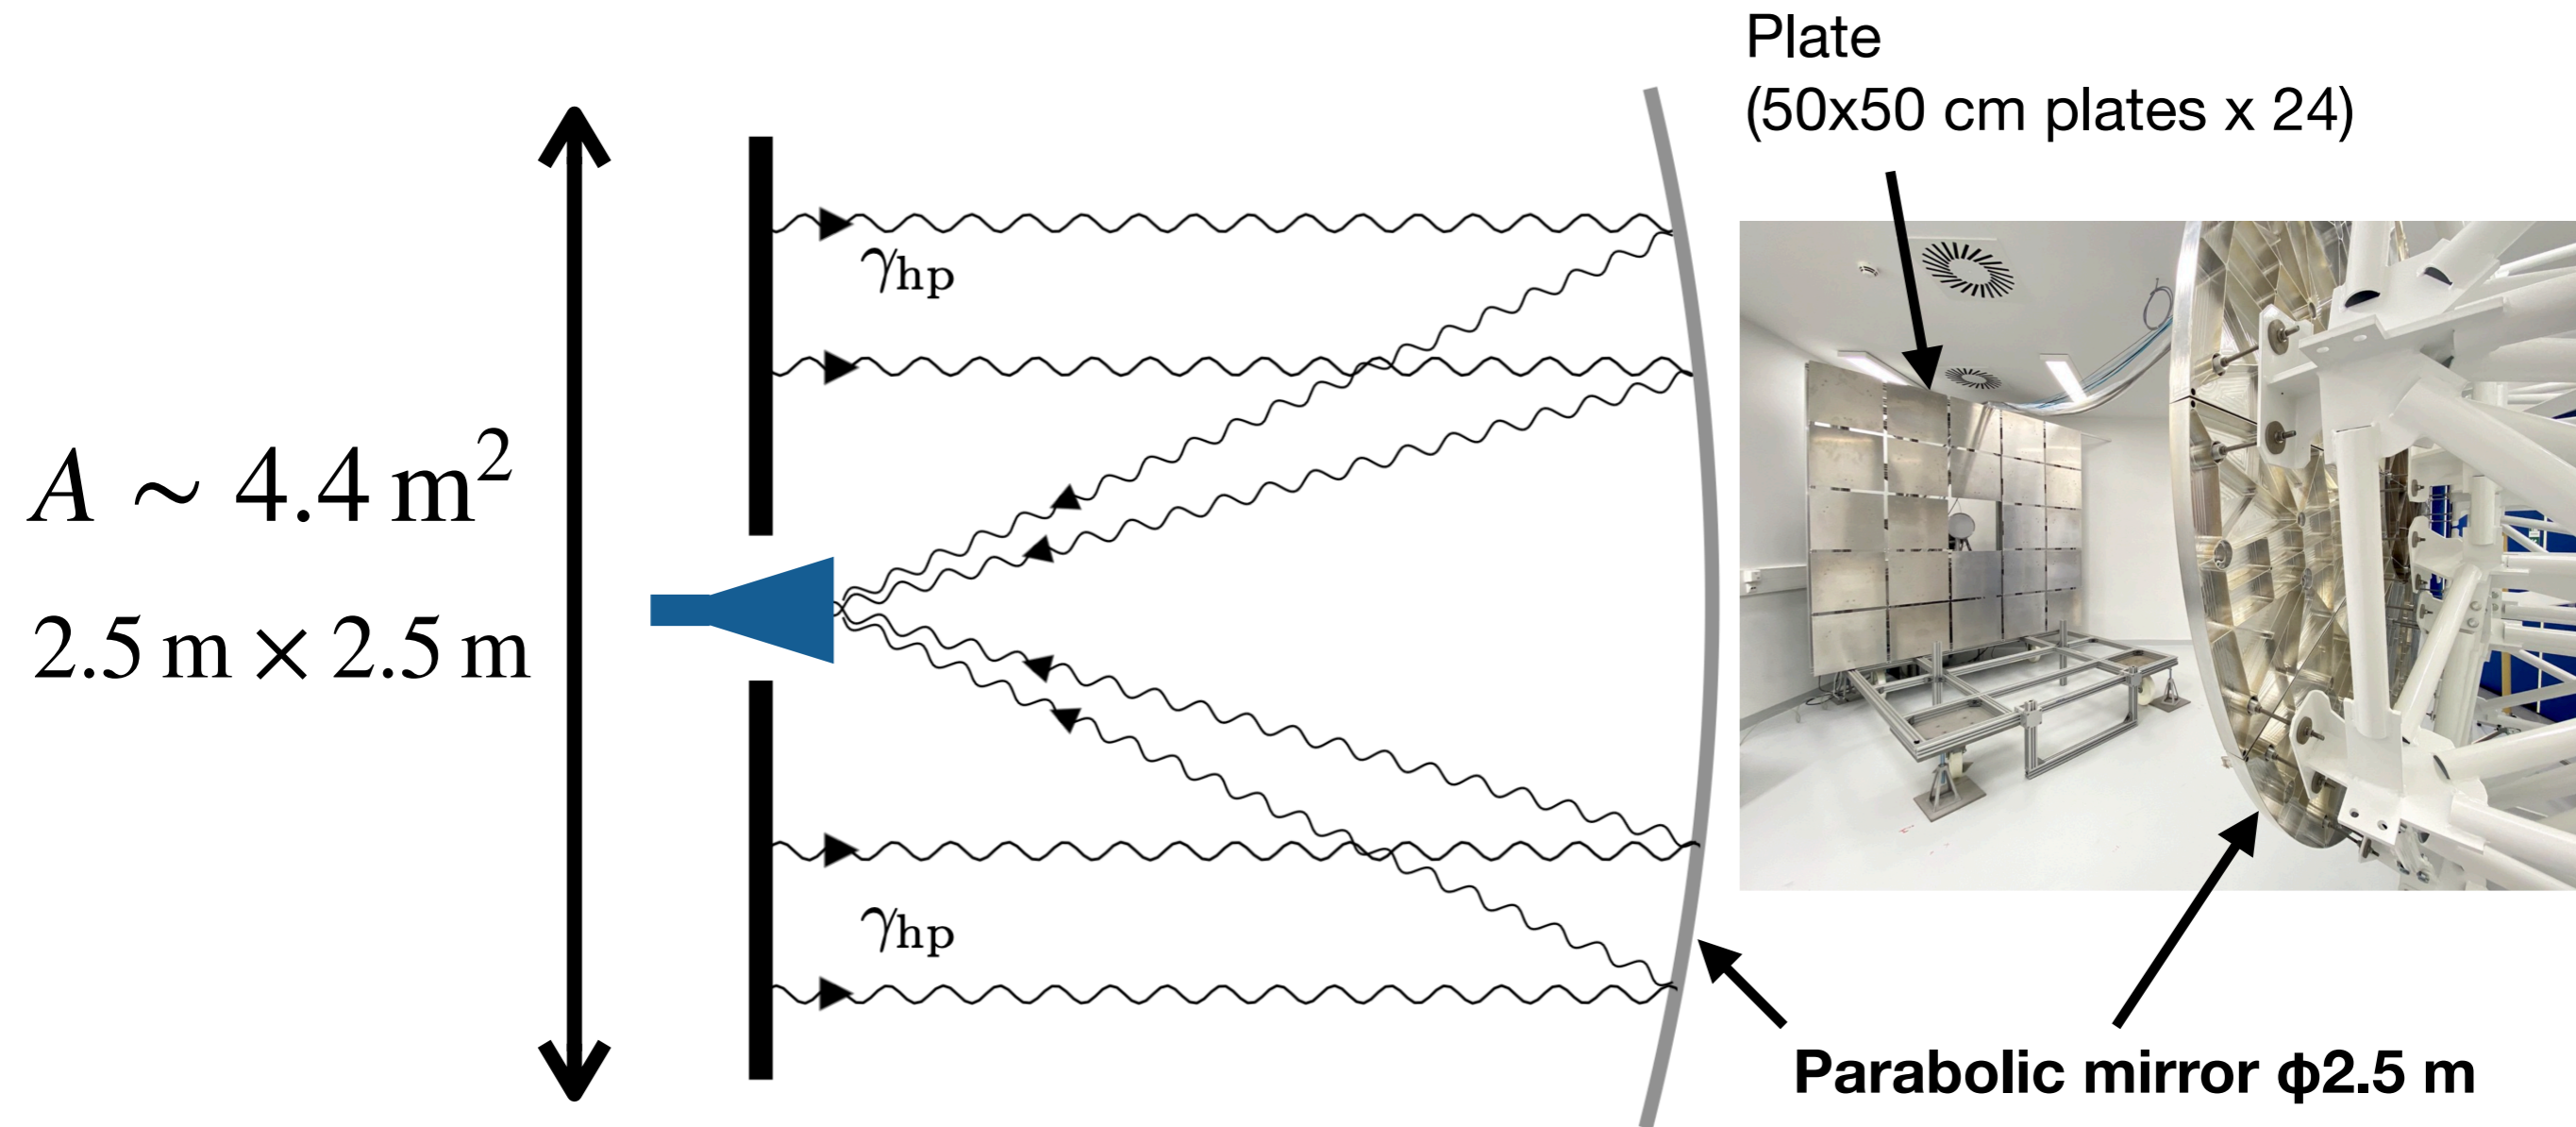 Plate
(50x50 cm plates x 24)
γhp
A ∼ 4.4 m²
2.5 m × 2.5 m
γhp
Parabolic mirror ϕ2.5 m